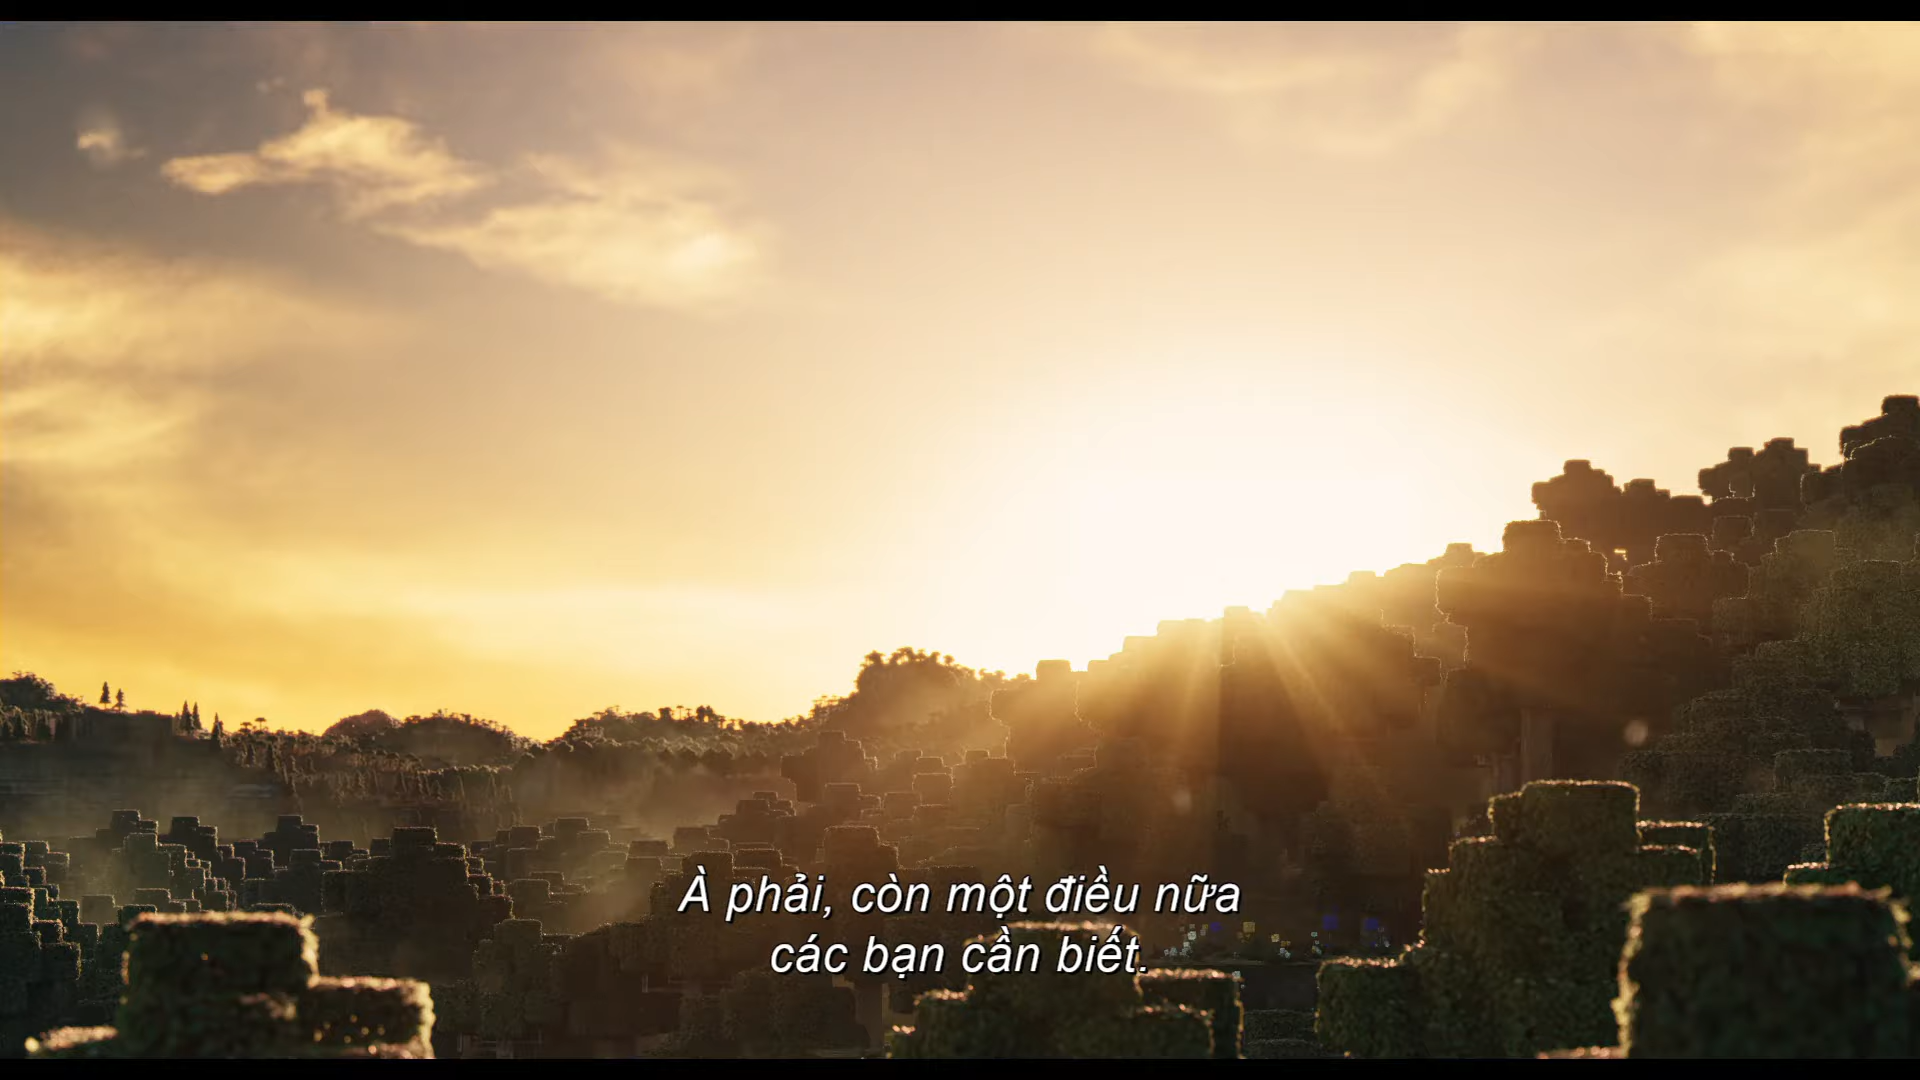 À phải, còn một điều nữa
các bạn cần biết.